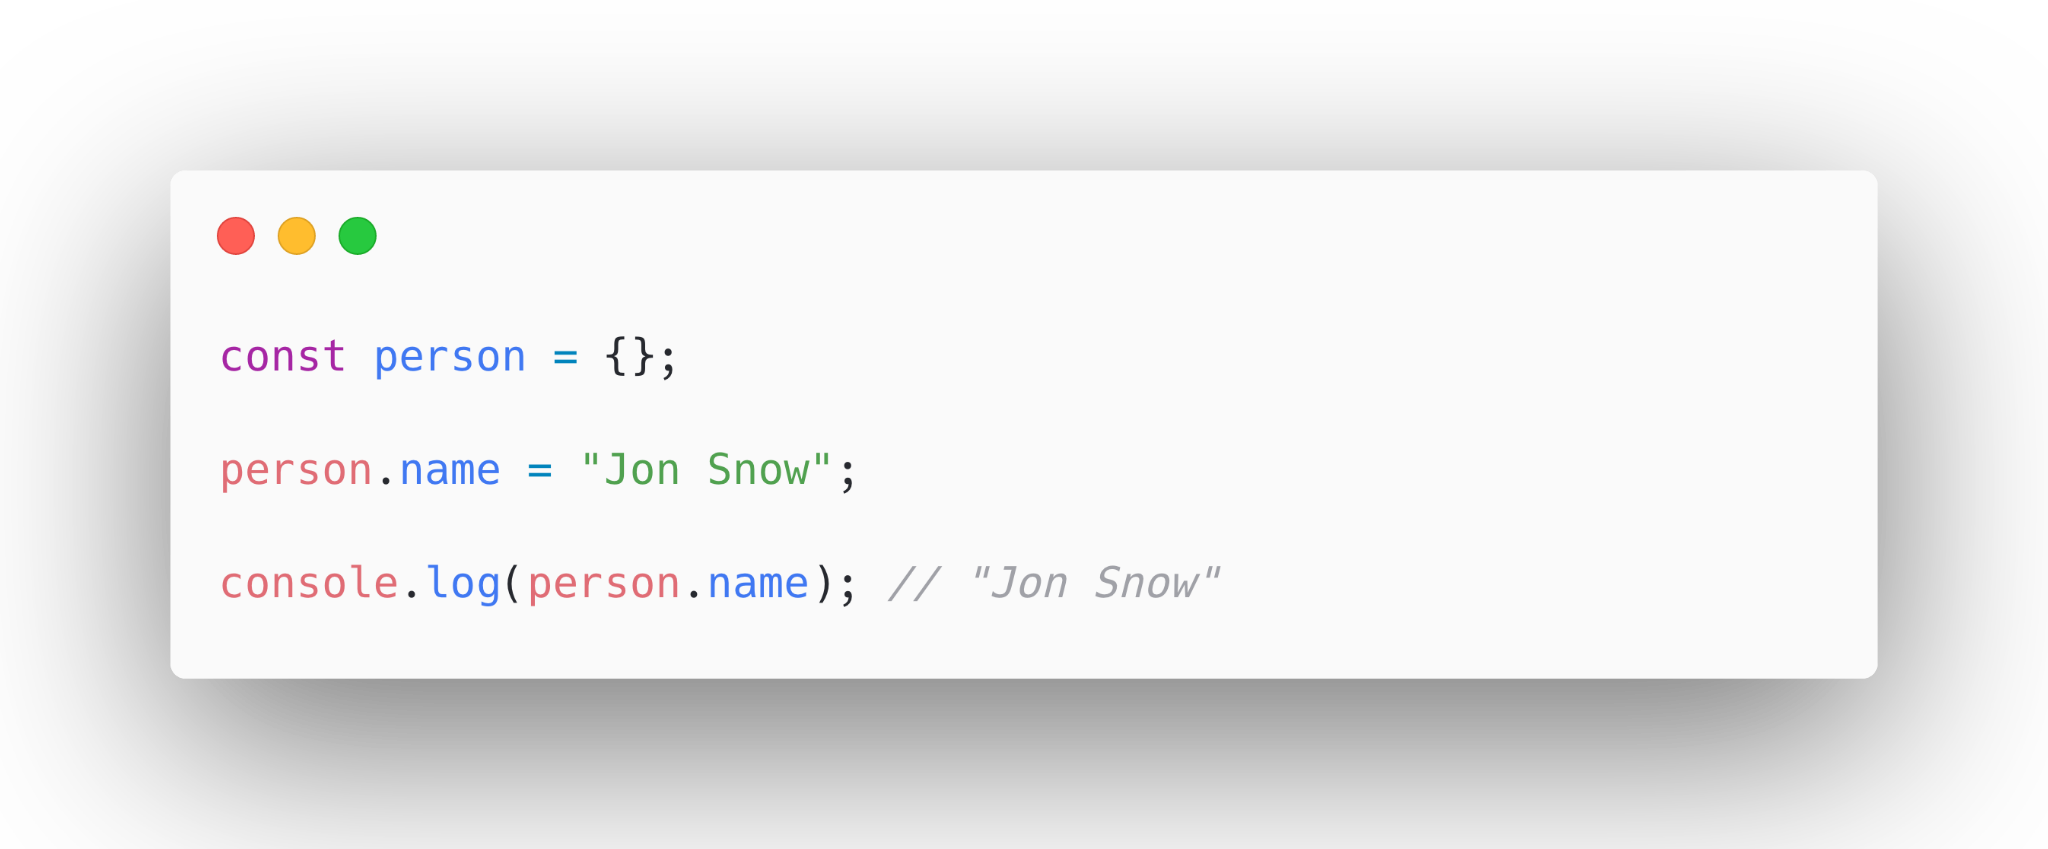 const person = {};
person.name = "Jon Snow";
console.log(person.name); // "Jon Snow"